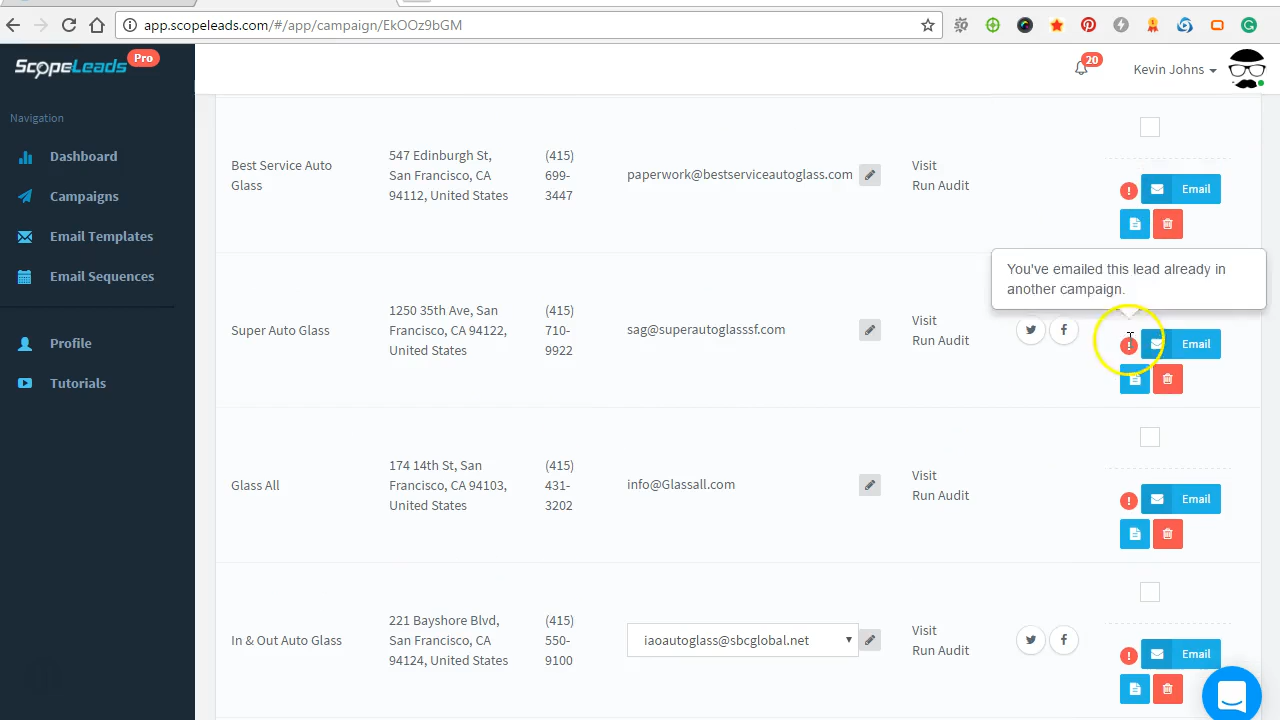 app.scopeleads.com/#/app/campaign/EkOOz9bGM
ScopeLeads Pro
20
Kevin Johns
Navigation
Dashboard
Campaigns
Email Templates
Email Sequences
Profile
Tutorials
Best Service Auto
Glass
547 Edinburgh St,
San Francisco, CA
94112, United States
(415)
699-
3447
paperwork@bestserviceautoglass.com
Visit
Run Audit
! Email
You've emailed this lead already in
another campaign.
Super Auto Glass
1250 35th Ave, San
Francisco, CA 94122,
United States
(415)
710-
9922
sag@superautoglasssf.com
Visit
Run Audit
! Email
Glass All
174 14th St, San
Francisco, CA 94103,
United States
(415)
431-
3202
info@Glassall.com
Visit
Run Audit
! Email
In & Out Auto Glass
221 Bayshore Blvd,
San Francisco, CA
94124, United States
(415)
550-
9100
iaoautoglass@sbcglobal.net
Visit
Run Audit
! Email